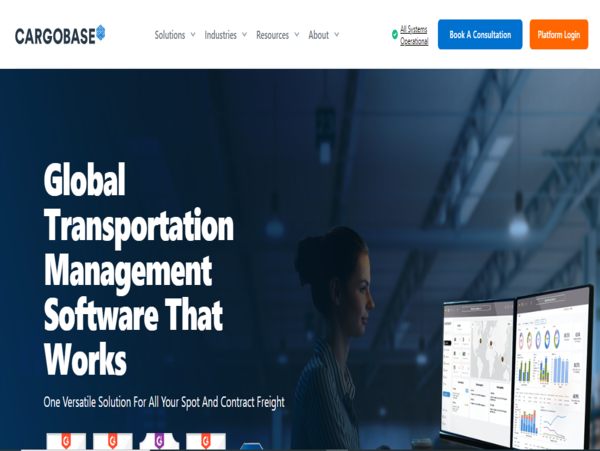 CARGOBASE
Solutions
Industries
Resources
About
All Systems
Operational
Book A Consultation
Platform Login
Global
Transportation
Management
Software That
Works
One Versatile Solution For All Your Spot And Contract Freight